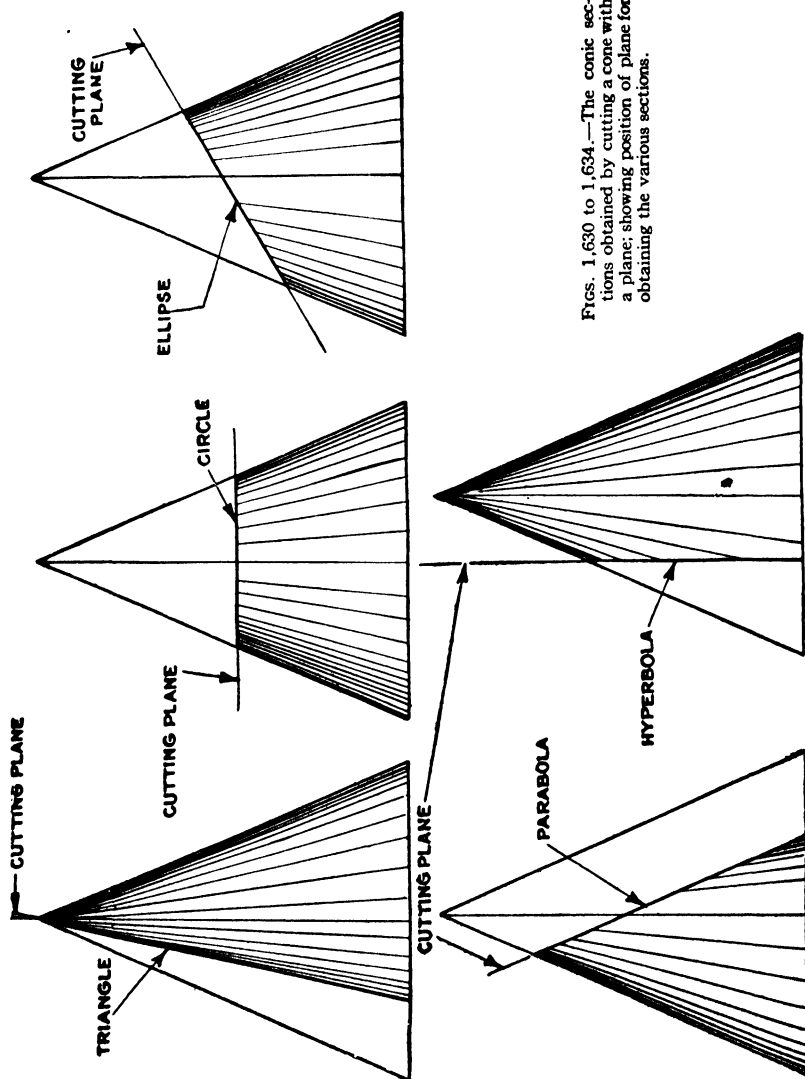 CUTTING PLANE
TRIANGLE
CUTTING PLANE
CIRCLE
CUTTING
PLANE
ELLIPSE
CUTTING PLANE
PARABOLA
HYPERBOLA
FIGS. 1,630 to 1,634.—The conic sec-
tions obtained by cutting a cone with
a plane; showing position of plane for
obtaining the various sections.